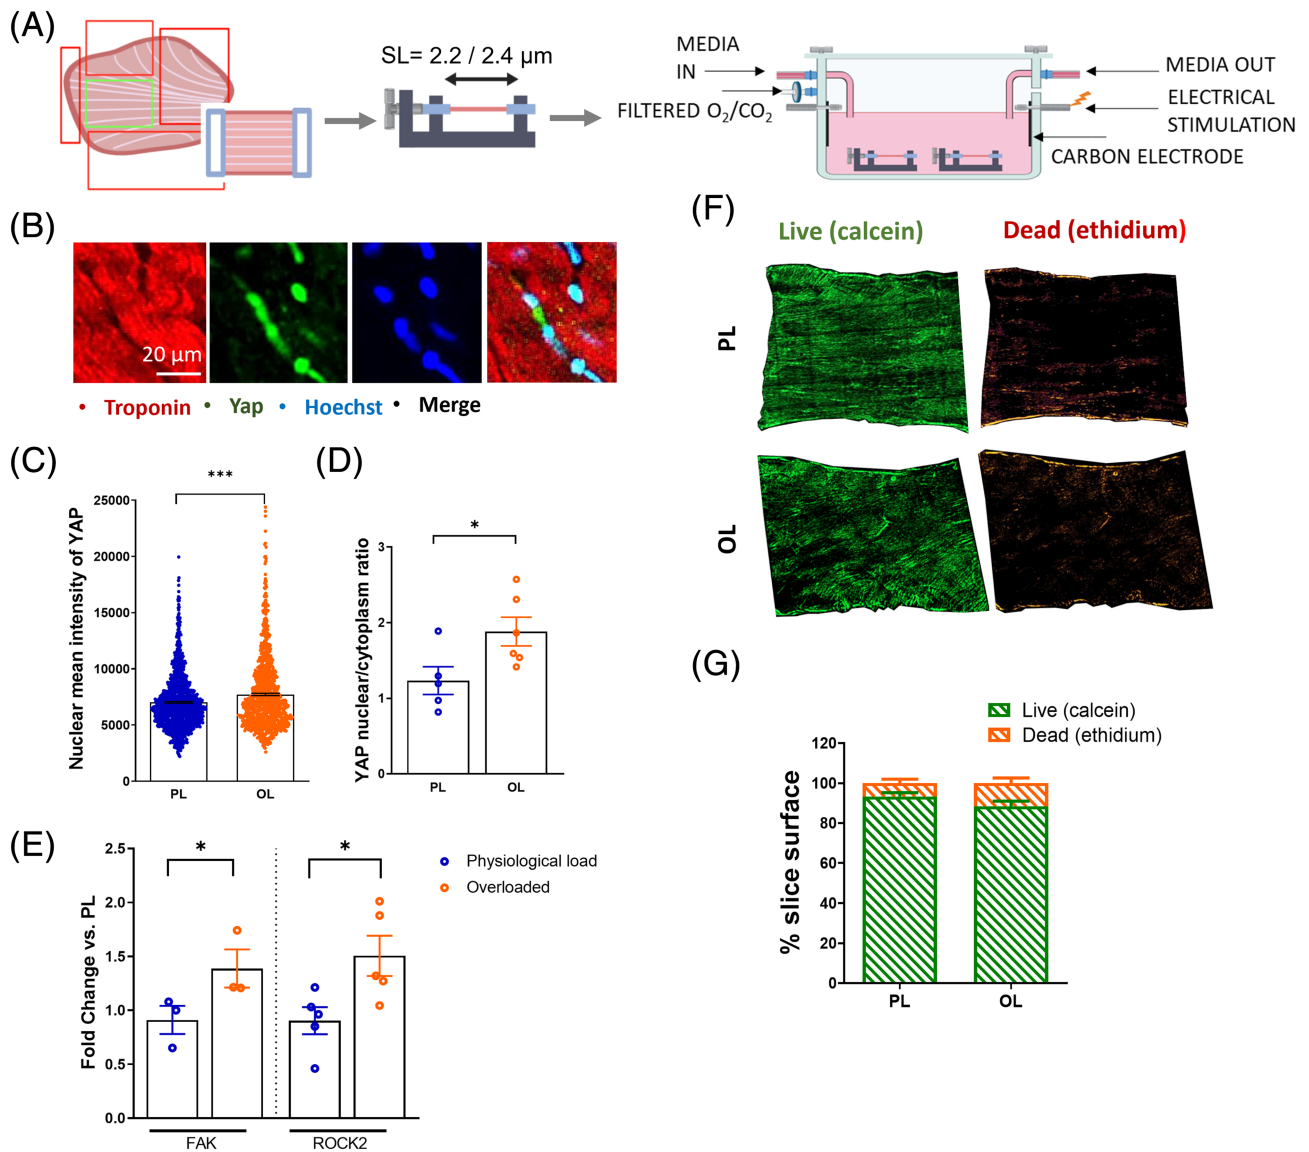 (A)
SL= 2.2 / 2.4 µm
MEDIA
IN
FILTERED O₂/CO₂
MEDIA OUT
ELECTRICAL
STIMULATION
CARBON ELECTRODE
(B)
20 µm
• Troponin • Yap • Hoechst • Merge
(C)
***
Nuclear mean intensity of YAP
25000
20000
15000
10000
5000
0
PL
OL
(D)
*
YAP nuclear/cytoplasm ratio
3
2
1
0
PL
OL
(E)
* *
Fold Change vs. PL
2.5
2.0
1.5
1.0
0.5
0.0
FAK
ROCK2
Physiological load
Overloaded
(F)
Live (calcein)
Dead (ethidium)
PL
OL
(G)
Live (calcein)
Dead (ethidium)
% slice surface
120
100
80
60
40
20
0
PL
OL